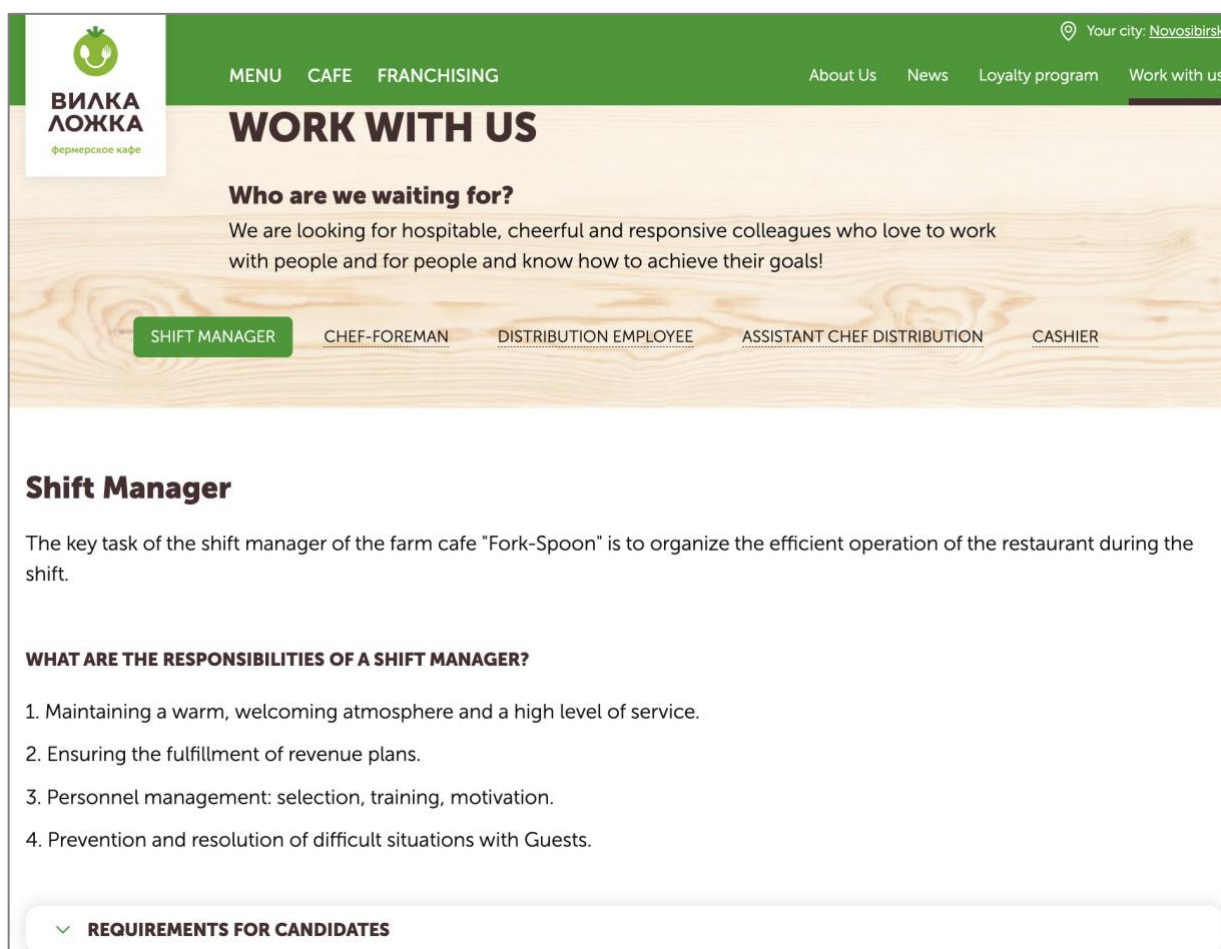 Your city: Novosibirsk
ВИЛКА
ЛОЖКА
фермерское кафе
MENU CAFE FRANCHISING
About Us News Loyalty program Work with us
WORK WITH US
Who are we waiting for?
We are looking for hospitable, cheerful and responsive colleagues who love to work
with people and for people and know how to achieve their goals!
SHIFT MANAGER CHEF-FOREMAN DISTRIBUTION EMPLOYEE ASSISTANT CHEF DISTRIBUTION CASHIER
Shift Manager
The key task of the shift manager of the farm cafe "Fork-Spoon" is to organize the efficient operation of the restaurant during the
shift.
WHAT ARE THE RESPONSIBILITIES OF A SHIFT MANAGER?
1. Maintaining a warm, welcoming atmosphere and a high level of service.
2. Ensuring the fulfillment of revenue plans.
3. Personnel management: selection, training, motivation.
4. Prevention and resolution of difficult situations with Guests.
REQUIREMENTS FOR CANDIDATES